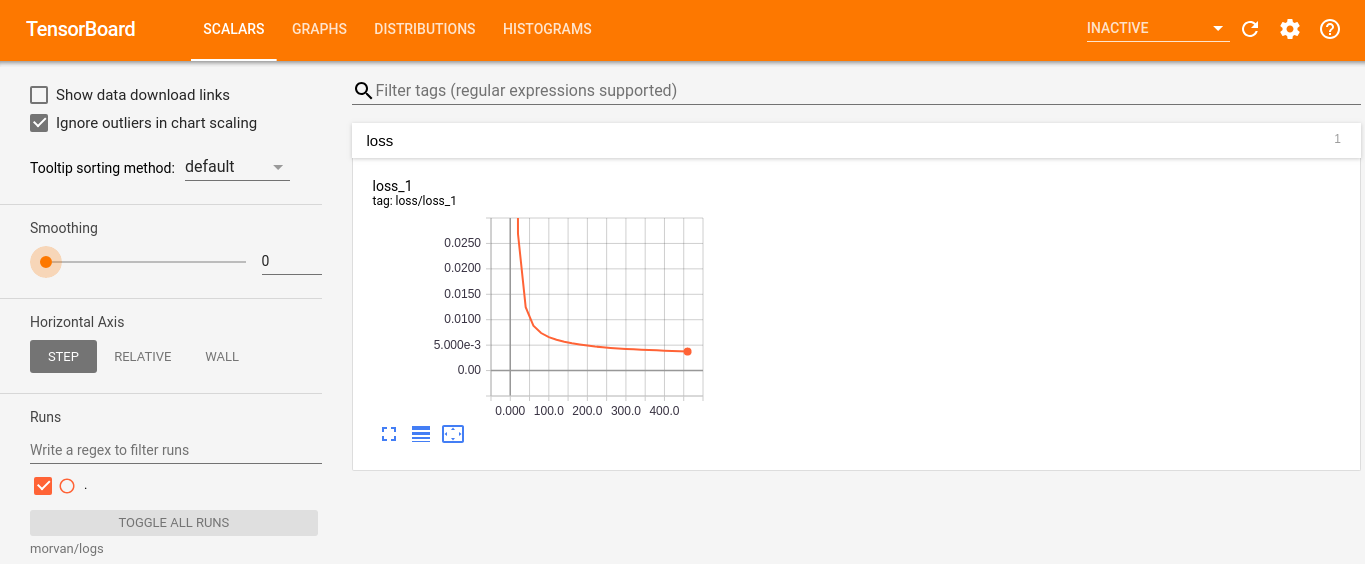 TensorBoard SCALARS GRAPHS DISTRIBUTIONS HISTOGRAMS INACTIVE
Show data download links
Ignore outliers in chart scaling
Tooltip sorting method: default
Smoothing
0
Horizontal Axis
STEP RELATIVE WALL
Runs
Write a regex to filter runs
.
TOGGLE ALL RUNS
morvan/logs
Filter tags (regular expressions supported)
loss 1
loss_1
tag: loss/loss_1
0.0250
0.0200
0.0150
0.0100
5.000e-3
0.00
0.000 100.0 200.0 300.0 400.0